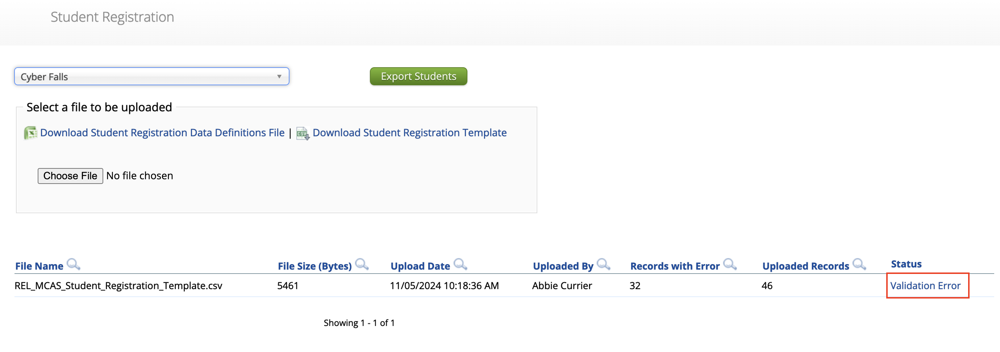 Student Registration
Cyber Falls
Export Students
Select a file to be uploaded
Download Student Registration Data Definitions File | CSV Download Student Registration Template
Choose File No file chosen
File Name File Size (Bytes) Upload Date Uploaded By Records with Error Uploaded Records Status
REL_MCAS_Student_Registration_Template.csv 5461 11/05/2024 10:18:36 AM Abbie Currier 32 46 Validation Error
Showing 1 - 1 of 1